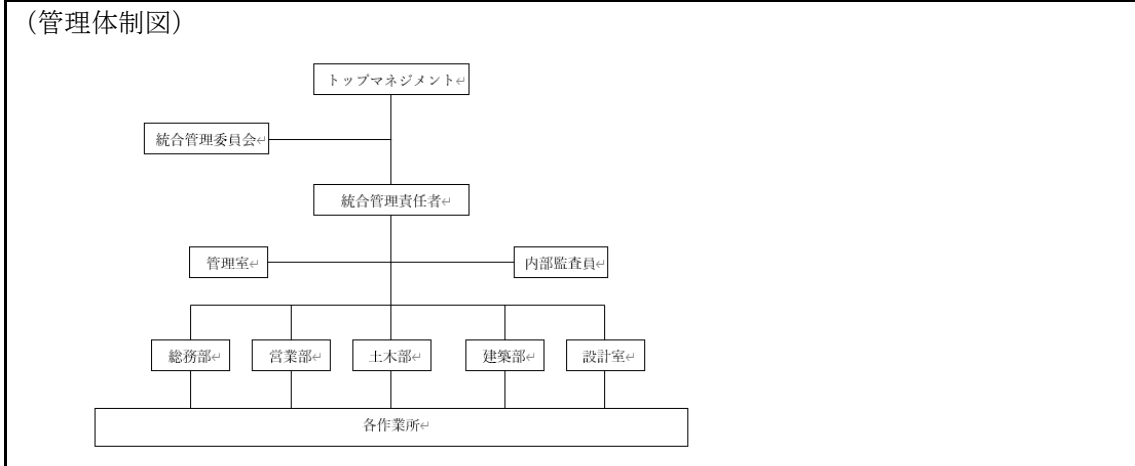 （管理体制図）
トップマネジメント↵
統合管理委員会↵
統合管理責任者↵
管理室↵ 内部監査員↵
総務部↵ 営業部↵ 土木部↵ 建築部↵ 設計室↵
各作業所↵